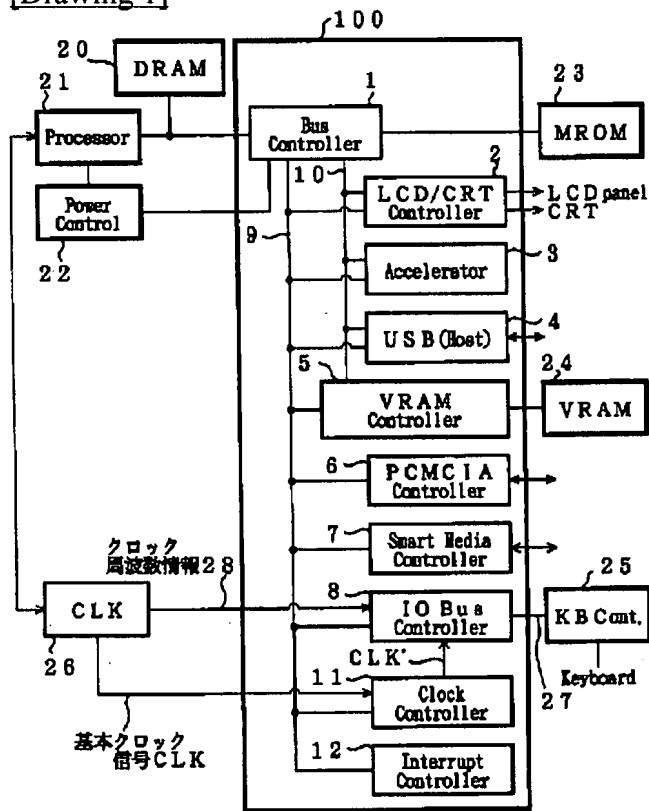 [Drawing 1]
100
20
DRAM
21
Processor
1
Bus
Controller
23
MROM
10
2
LCD/CRT
Controller
LCD panel
CRT
Power
Control
22
9
3
Accelerator
4
USB(Host)
5
VRAM
Controller
24
VRAM
6
PCMCIA
Controller
7
Smart Media
Controller
クロック
周波数情報28
CLK
26
8
IO Bus
Controller
25
KB Cont.
CLK'
27
Keyboard
11
Clock
Controller
基本クロック
信号CLK
12
Interrupt
Controller